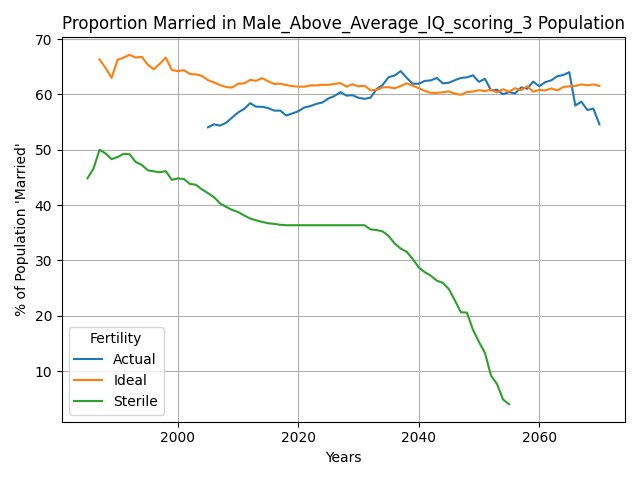 Proportion Married in Male_Above_Average_IQ_scoring_3 Population
% of Population 'Married'
70
60
50
40
30
20
10
Fertility
Actual
Ideal
Sterile
2000
2020
2040
2060
Years